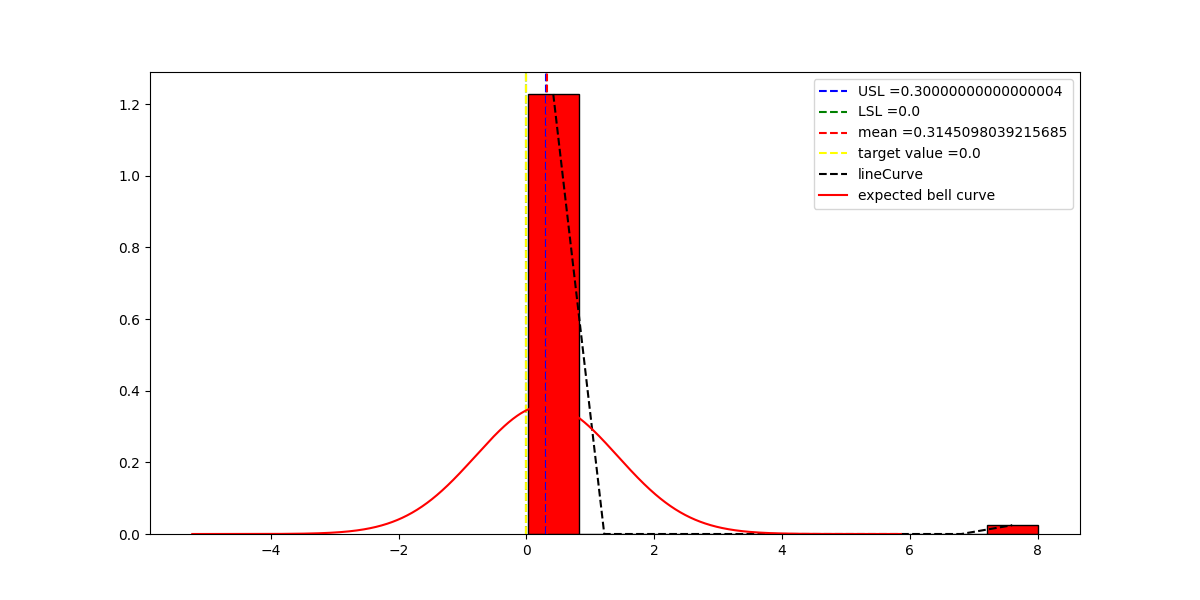 USL =0.30000000000000004
LSL =0.0
mean =0.3145098039215685
target value =0.0
lineCurve
expected bell curve
1.2
1.0
0.8
0.6
0.4
0.2
0.0
−4 −2 0 2 4 6 8